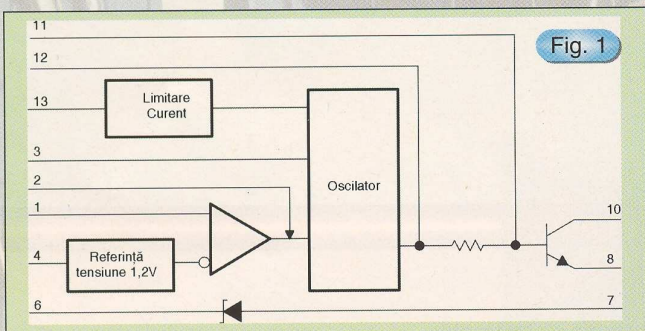 11
Fig. 1
12
13
Limitare
Curent
3
2
1
Oscilator
4
Referință
tensiune 1,2V
10
8
6
7